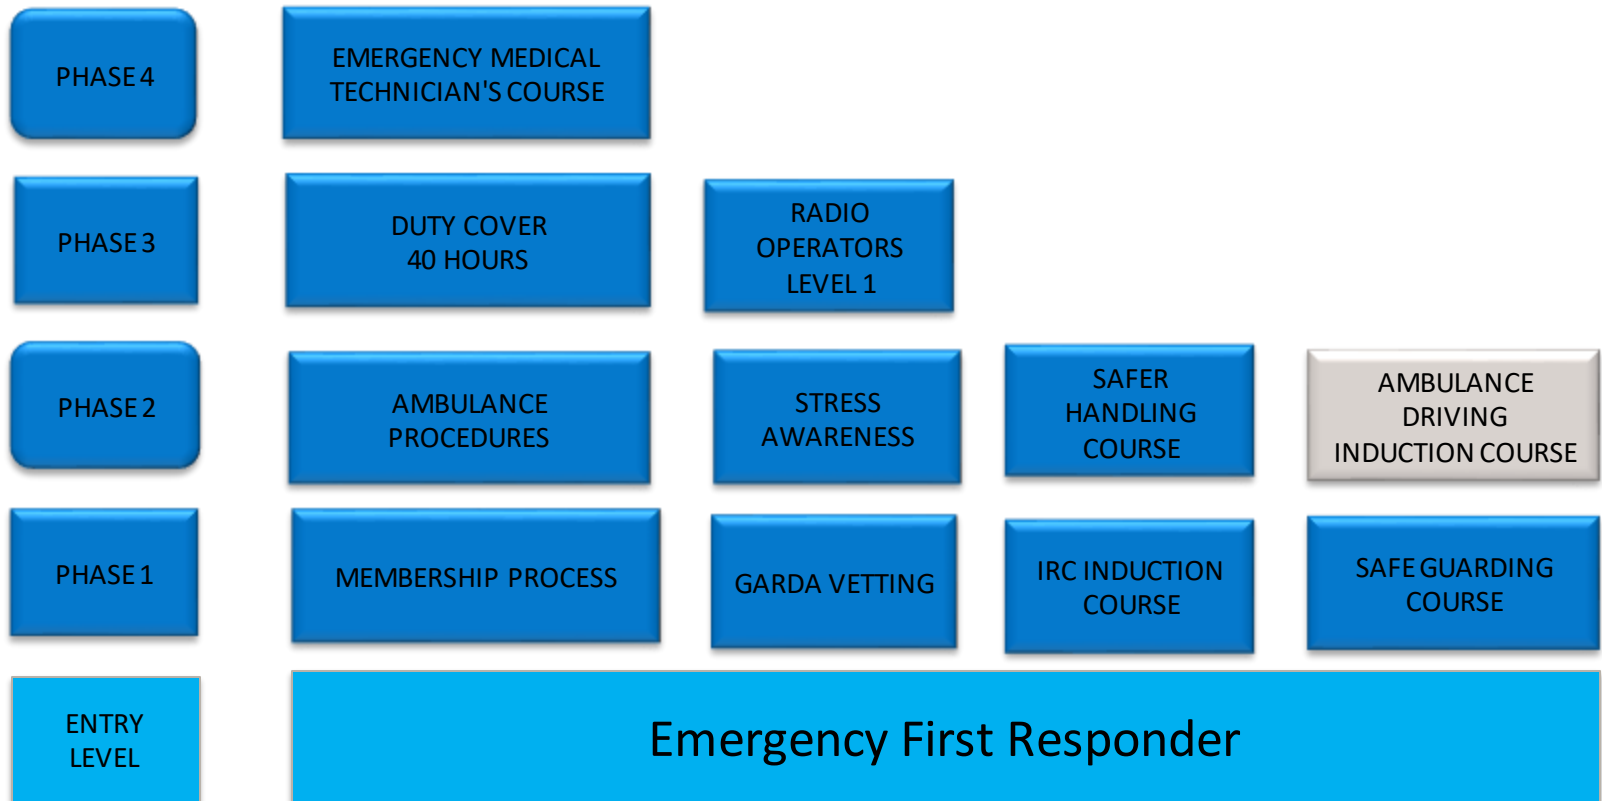 PHASE 4
EMERGENCY MEDICAL
TECHNICIAN'S COURSE
PHASE 3
DUTY COVER
40 HOURS
RADIO
OPERATORS
LEVEL 1
PHASE 2
AMBULANCE
PROCEDURES
STRESS
AWARENESS
SAFER
HANDLING
COURSE
AMBULANCE
DRIVING
INDUCTION COURSE
PHASE 1
MEMBERSHIP PROCESS
GARDA VETTING
IRC INDUCTION
COURSE
SAFE GUARDING
COURSE
ENTRY
LEVEL
Emergency First Responder